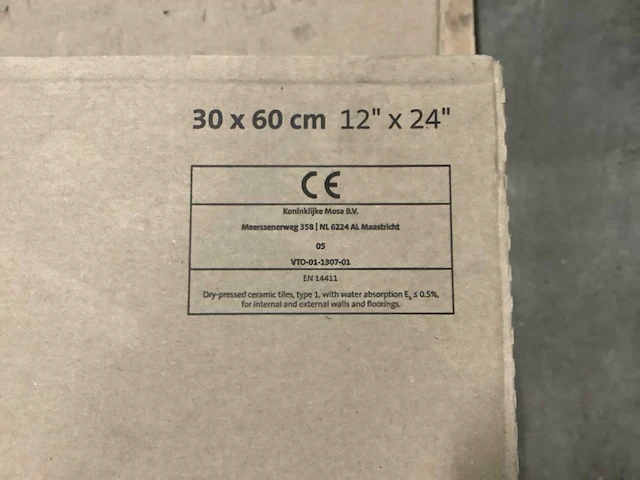 30 x 60 cm 12" x 24"
CE
Koninklijke Mosa B.V.
Meerssenerweg 358 | NL 6224 AL Maastricht
05
VTO-01-1307-01
EN 14411
Dry-pressed ceramic tiles, type 1, with water absorption Eb ≤ 0.5%,
for internal and external walls and floorings.